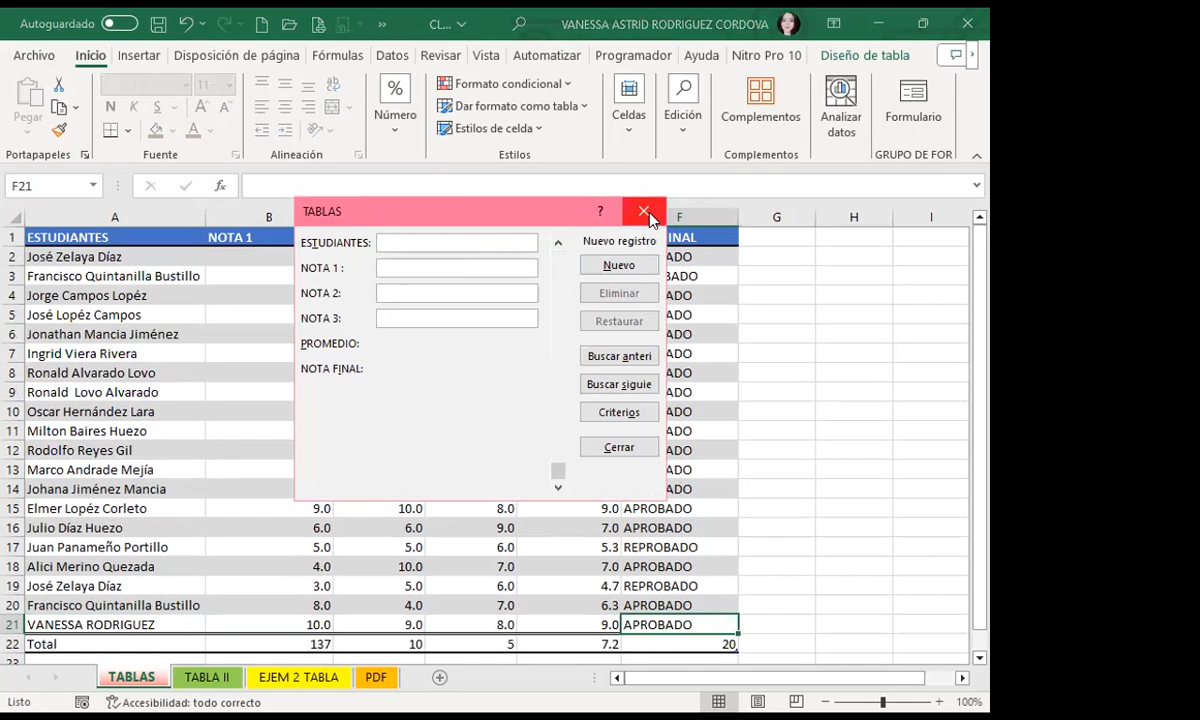 Autoguardado CL... VANESSA ASTRID RODRIGUEZ CORDOVA
Archivo Inicio Insertar Disposición de página Fórmulas Datos Revisar Vista Automatizar Programador Ayuda Nitro Pro 10 Diseño de tabla
Pegar 11 N K S Número Formato condicional Celdas Edición Complementos Analizar datos Formulario
Dar formato como tabla
Estilos de celda
Portapapeles Fuente Alineación Estilos Complementos GRUPO DE FOR
F21 fx
TABLAS ?
A B F G H I
1 ESTUDIANTES NOTA 1 INAL
2 José Zelaya Díaz ADO
3 Francisco Quintanilla Bustillo BADO
4 Jorge Campos Lopéz ADO
5 José Lopéz Campos ADO
6 Jonathan Mancia Jiménez ADO
7 Ingrid Viera Rivera ADO
8 Ronald Alvarado Lovo ADO
9 Ronald Lovo Alvarado ADO
10 Oscar Hernández Lara ADO
11 Milton Baires Huezo ADO
12 Rodolfo Reyes Gil ADO
13 Marco Andrade Mejía ADO
14 Johana Jiménez Mancia ADO
ESTUDIANTES:
NOTA 1 :
NOTA 2:
NOTA 3:
PROMEDIO:
NOTA FINAL:
Nuevo registro
Nuevo
Eliminar
Restaurar
Buscar anteri
Buscar siguie
Criterios
Cerrar
15 Elmer Lopéz Corleto 9.0 10.0 8.0 9.0 APROBADO
16 Julio Díaz Huezo 6.0 6.0 9.0 7.0 APROBADO
17 Juan Panameño Portillo 5.0 5.0 6.0 5.3 REPROBADO
18 Alici Merino Quezada 4.0 10.0 7.0 7.0 APROBADO
19 José Zelaya Díaz 3.0 5.0 6.0 4.7 REPROBADO
20 Francisco Quintanilla Bustillo 8.0 4.0 7.0 6.3 APROBADO
21 VANESSA RODRIGUEZ 10.0 9.0 8.0 9.0 APROBADO
22 Total 137 10 5 7.2 20
23
TABLAS TABLA II EJEM 2 TABLA PDF
Listo Accesibilidad: todo correcto 100%